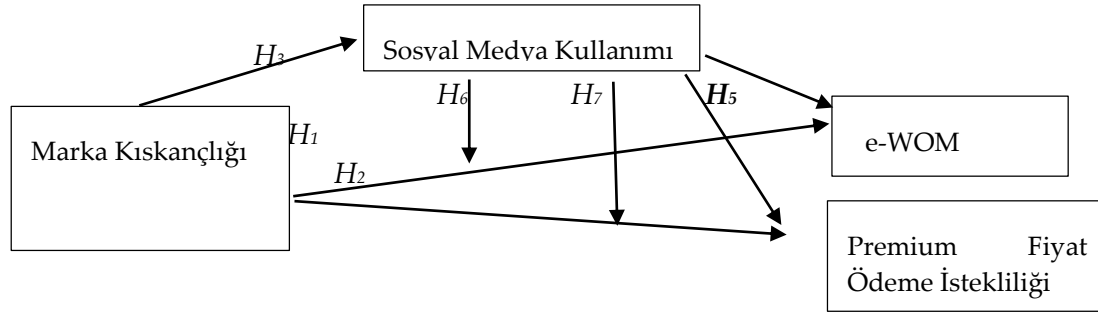 Sosyal Medya Kullanımı
H3
H6
H7
H5
Marka Kıskançlığı
H1
e-WOM
H2
Premium Fiyat
Ödeme İstekliliği